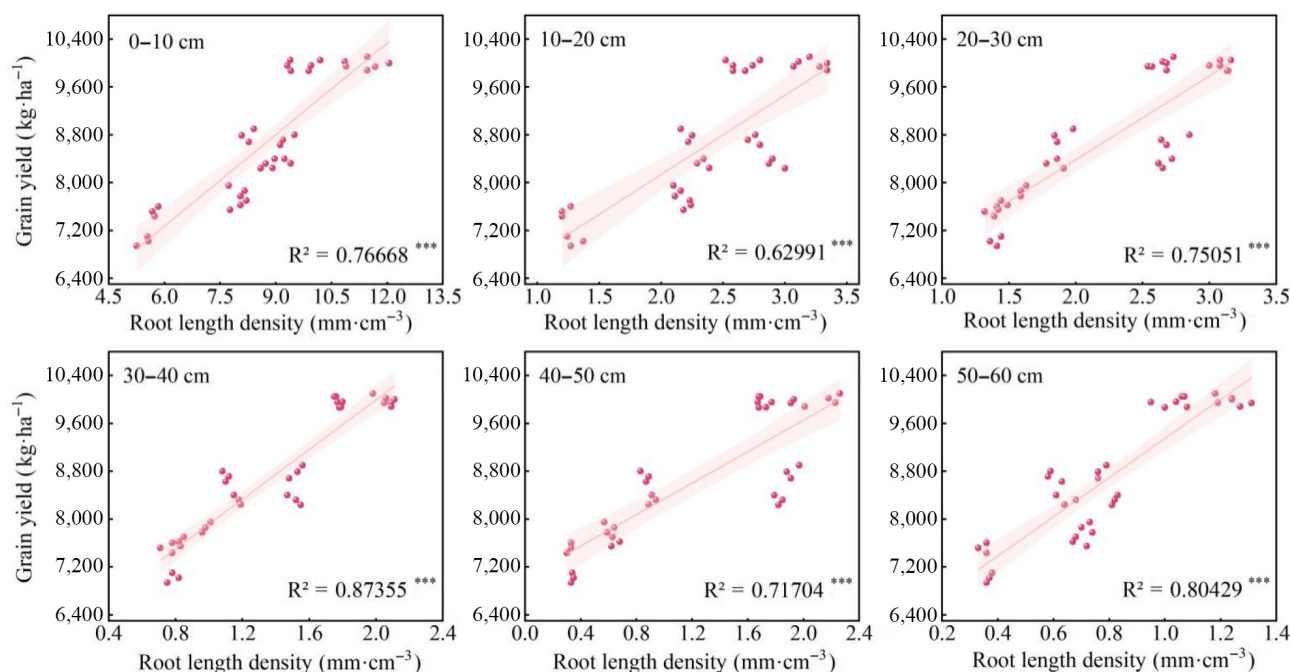 10,400
9,600
8,800
8,000
7,200
6,400
Grain yield (kg·ha⁻¹)
0–10 cm
R² = 0.76668 ***
4.5 6.0 7.5 9.0 10.5 12.0 13.5
Root length density (mm·cm⁻³)
10,400
9,600
8,800
8,000
7,200
6,400
10–20 cm
R² = 0.62991 ***
1.0 1.5 2.0 2.5 3.0 3.5
Root length density (mm·cm⁻³)
10,400
9,600
8,800
8,000
7,200
6,400
20–30 cm
R² = 0.75051 ***
1.0 1.5 2.0 2.5 3.0 3.5
Root length density (mm·cm⁻³)
10,400
9,600
8,800
8,000
7,200
6,400
Grain yield (kg·ha⁻¹)
30–40 cm
R² = 0.87355 ***
0.4 0.8 1.2 1.6 2.0 2.4
Root length density (mm·cm⁻³)
10,400
9,600
8,800
8,000
7,200
6,400
40–50 cm
R² = 0.71704 ***
0.0 0.4 0.8 1.2 1.6 2.0 2.4
Root length density (mm·cm⁻³)
10,400
9,600
8,800
8,000
7,200
6,400
50–60 cm
R² = 0.80429 ***
0.2 0.4 0.6 0.8 1.0 1.2 1.4
Root length density (mm·cm⁻³)